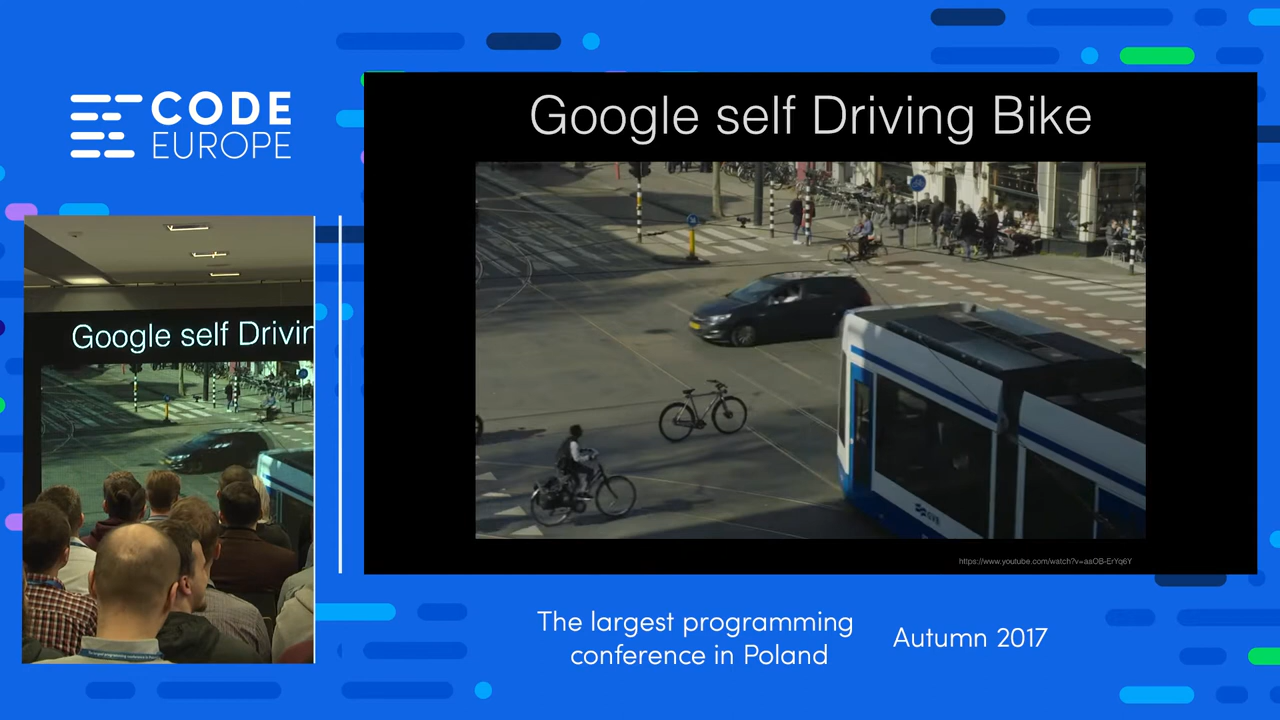 CODE
EUROPE
Google self Driving Bike
Google self Drivin
https://www.youtube.com/watch?v=aaOB-ErYq6Y
The largest programming
conference in Poland
Autumn 2017